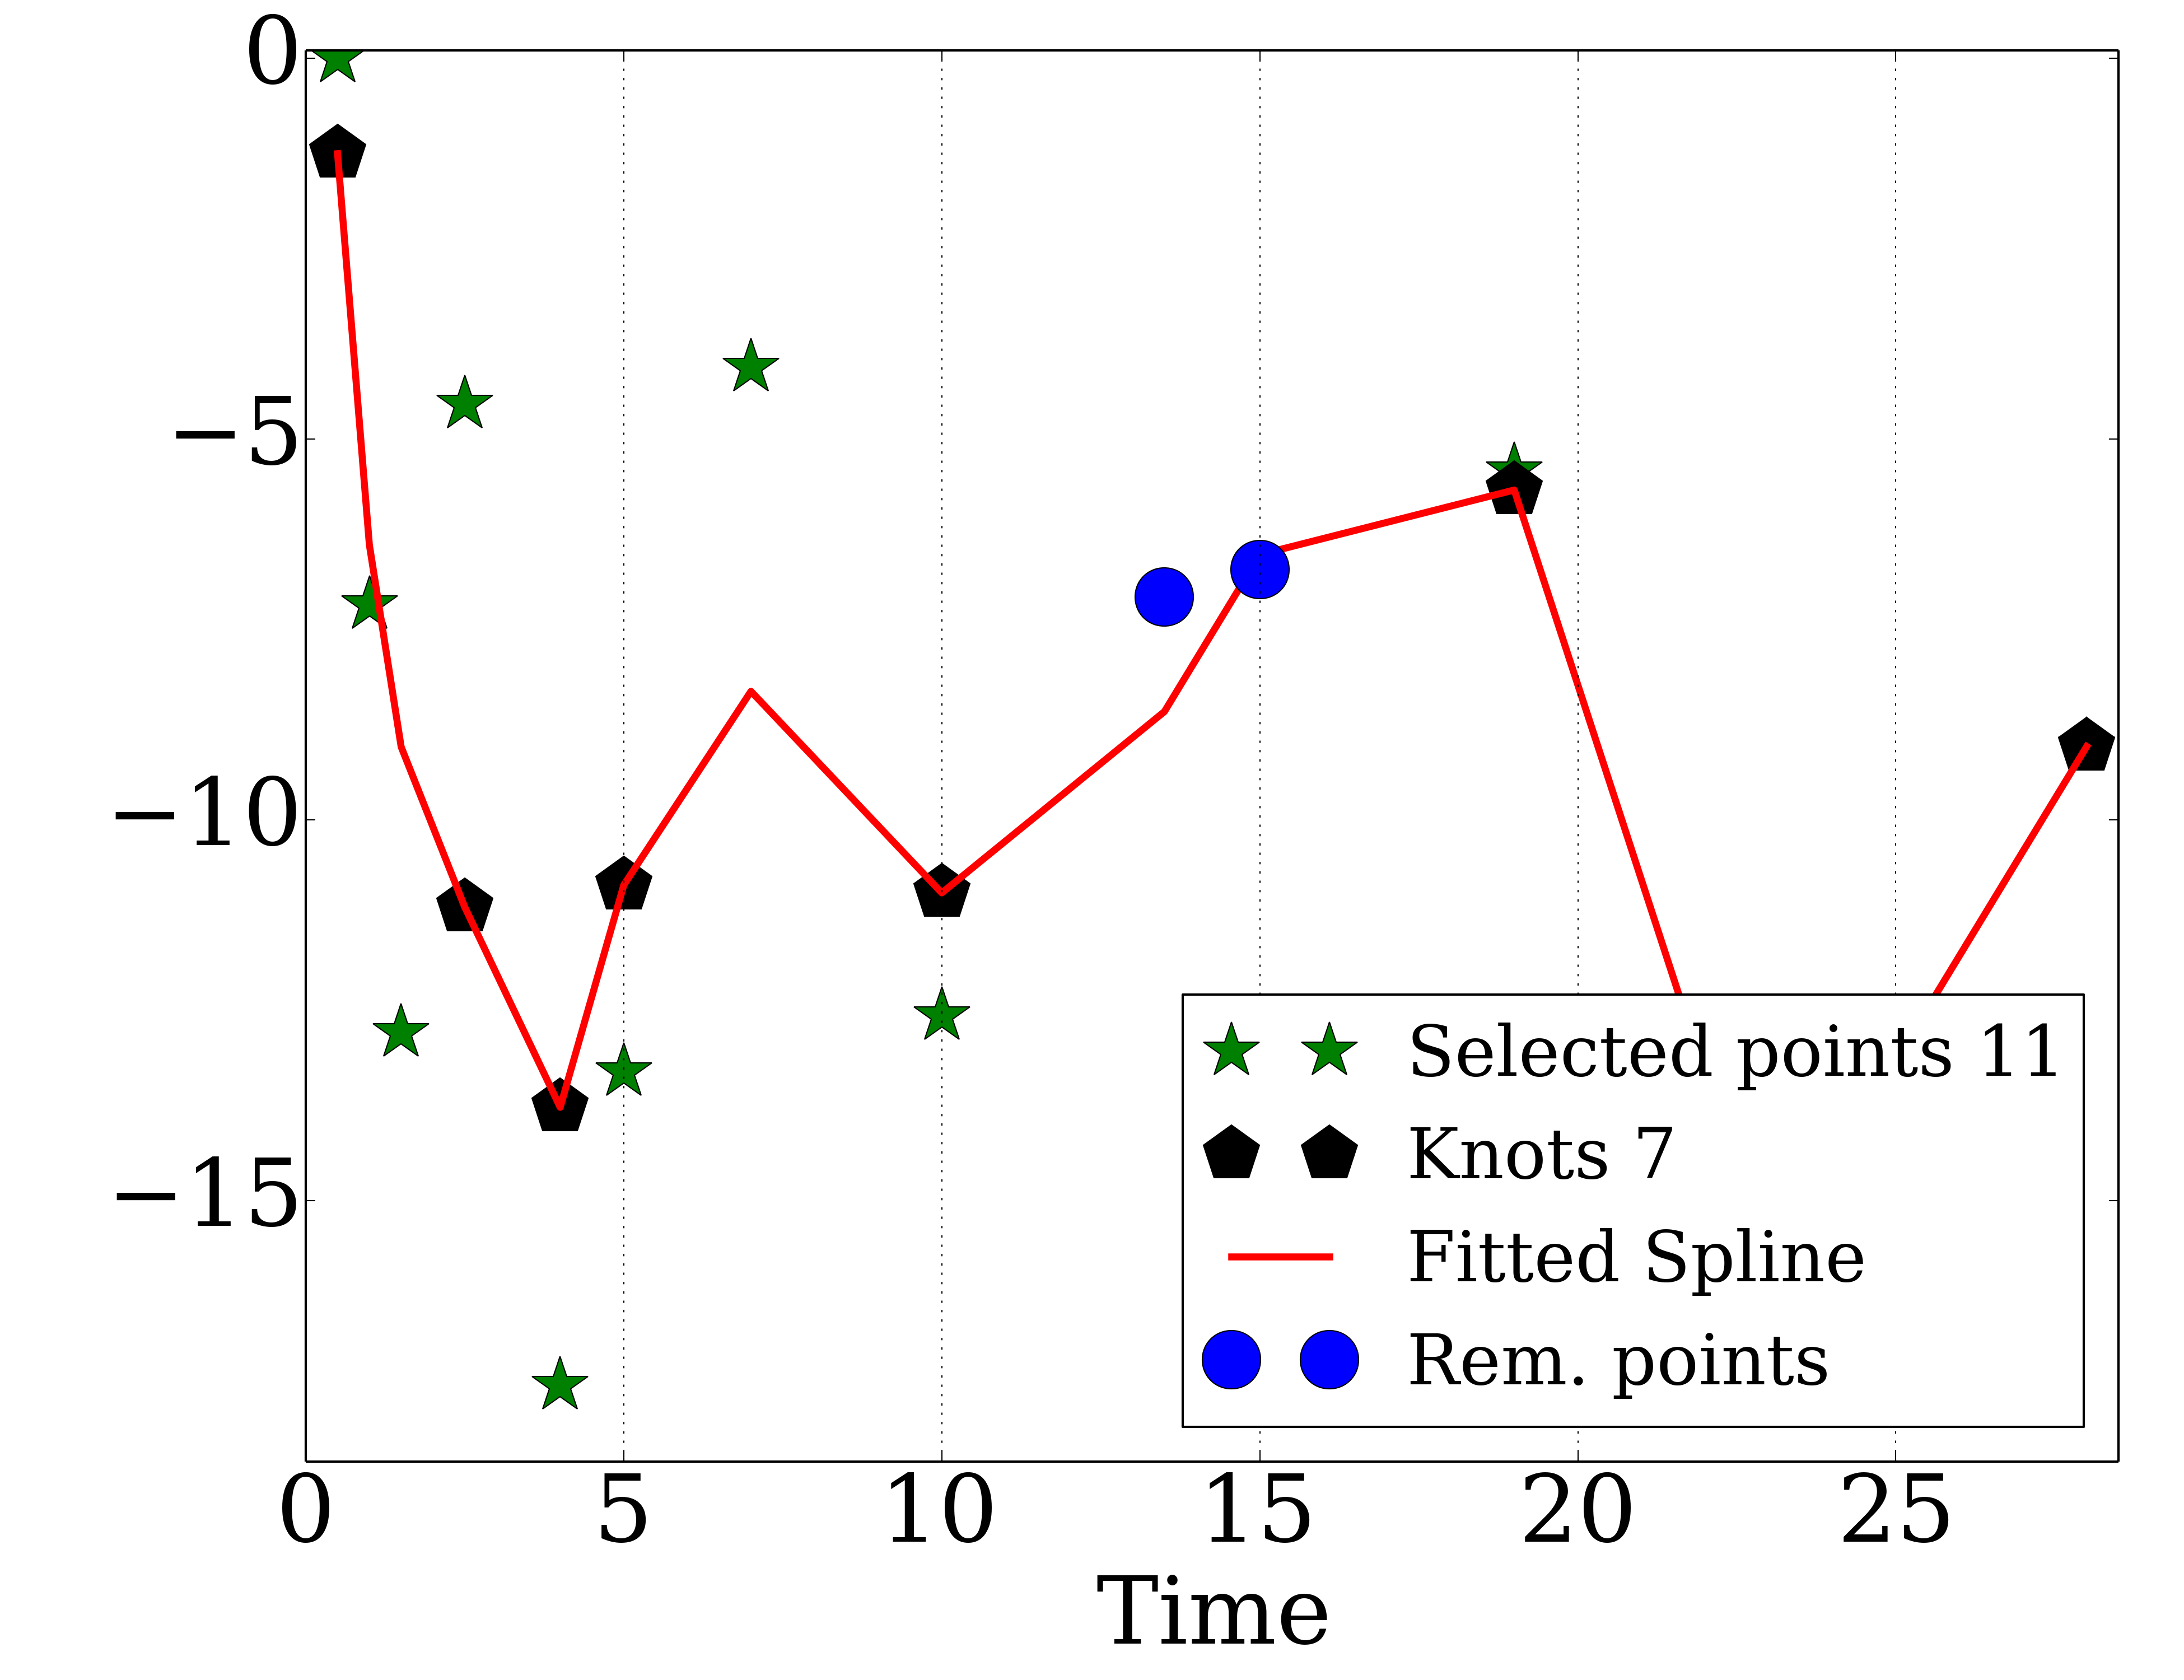 0
−5
−10
−15
Selected points 11
Knots 7
Fitted Spline
Rem. points
0 5 10 15 20 25
Time